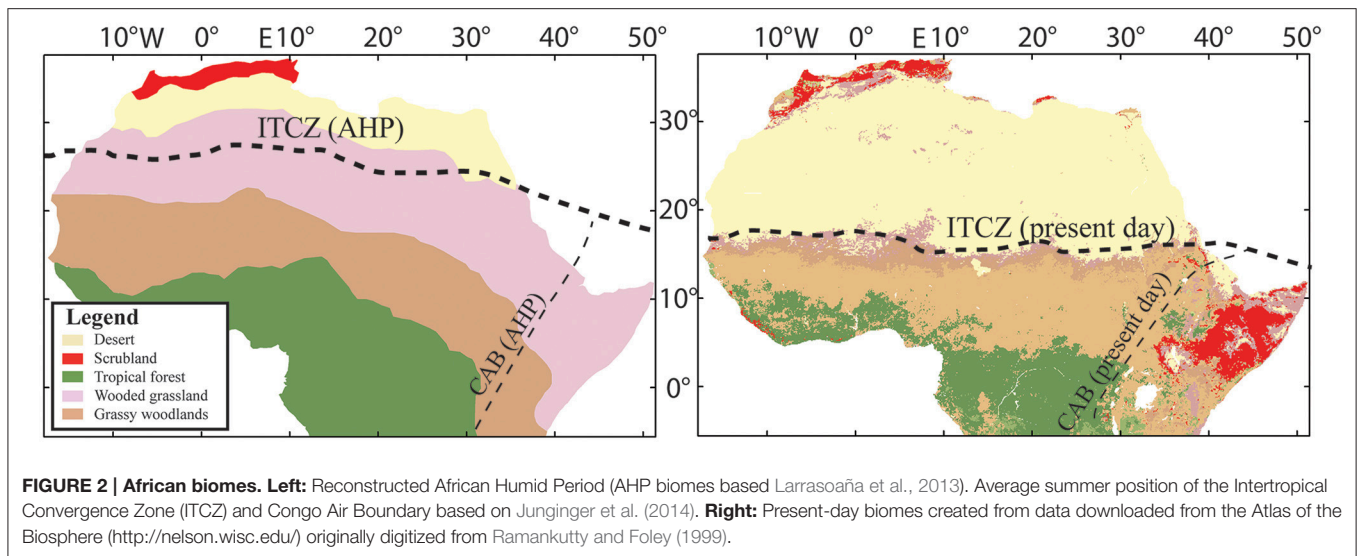 10°W 0° E10° 20° 30° 40° 50°
10°W 0° E10° 20° 30° 40° 50°
ITCZ (AHP)
CAB (AHP)
30°
20°
10°
0°
ITCZ (present day)
CAB (present day)
Legend
Desert
Scrubland
Tropical forest
Wooded grassland
Grassy woodlands
FIGURE 2 | African biomes. Left: Reconstructed African Humid Period (AHP biomes based Larrasoaña et al., 2013). Average summer position of the Intertropical
Convergence Zone (ITCZ) and Congo Air Boundary based on Junginger et al. (2014). Right: Present-day biomes created from data downloaded from the Atlas of the
Biosphere (http://nelson.wisc.edu/) originally digitized from Ramankutty and Foley (1999).